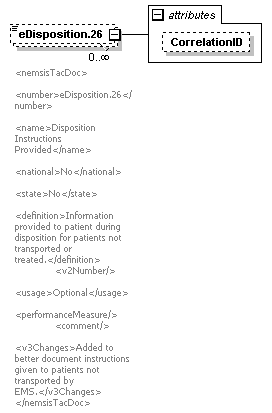 eDisposition.26
attributes
CorrelationID
0..∞
<nemsisTacDoc>
<number>eDisposition.26</
number>
<name>Disposition
Instructions
Provided</name>
<national>No</national>
<state>No</state>
<definition>Information
provided to patient during
disposition for patients not
transported or
treated.</definition>
<v2Number/>
<usage>Optional</usage>
<performanceMeasure/>
<comment/>
<v3Changes>Added to
better document instructions
given to patients not
transported by
EMS.</v3Changes>
</nemsisTacDoc>